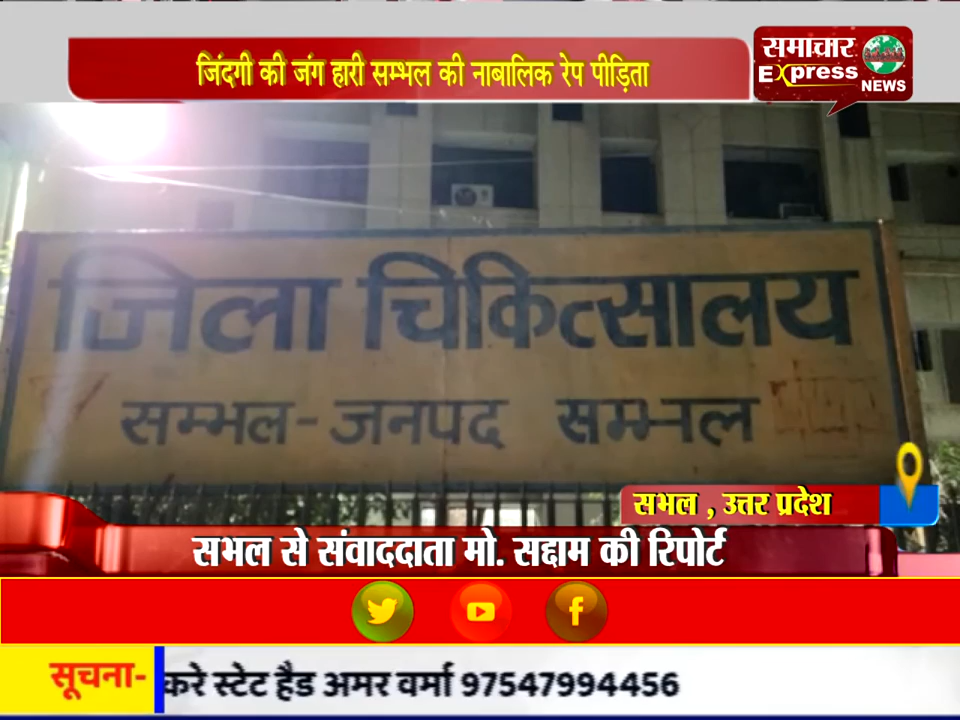 जिंदगी की जंग हारी सम्भल की नाबालिक रेप पीड़िता
समाचार
Express
NEWS
जिला चिकित्सालय
सम्भल - जनपद सम्भल
सभल , उत्तर प्रदेश
सभल से संवाददाता मो. सद्दाम की रिपोर्ट
सूचना- करे स्टेट हैड अमर वर्मा 97547994456